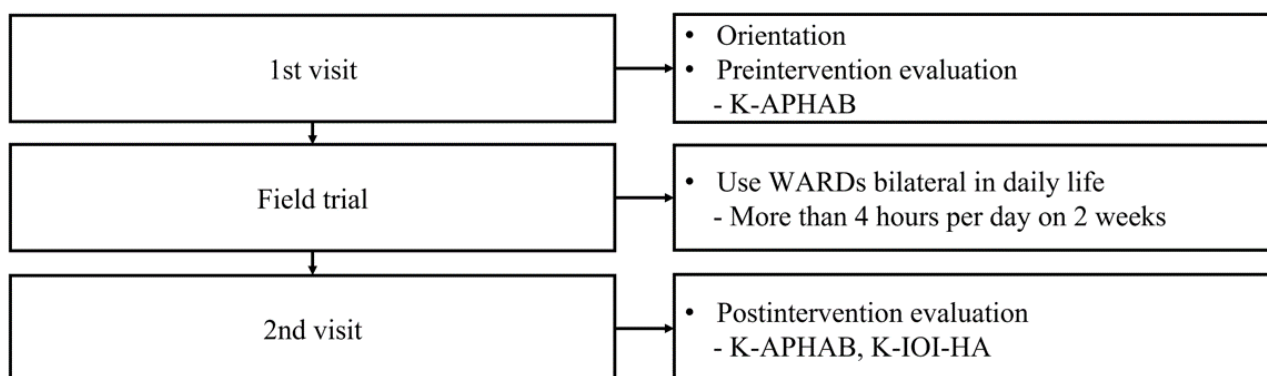 1st visit
• Orientation
• Preintervention evaluation
- K-APHAB
Field trial
• Use WARDs bilateral in daily life
- More than 4 hours per day on 2 weeks
2nd visit
• Postintervention evaluation
- K-APHAB, K-IOI-HA